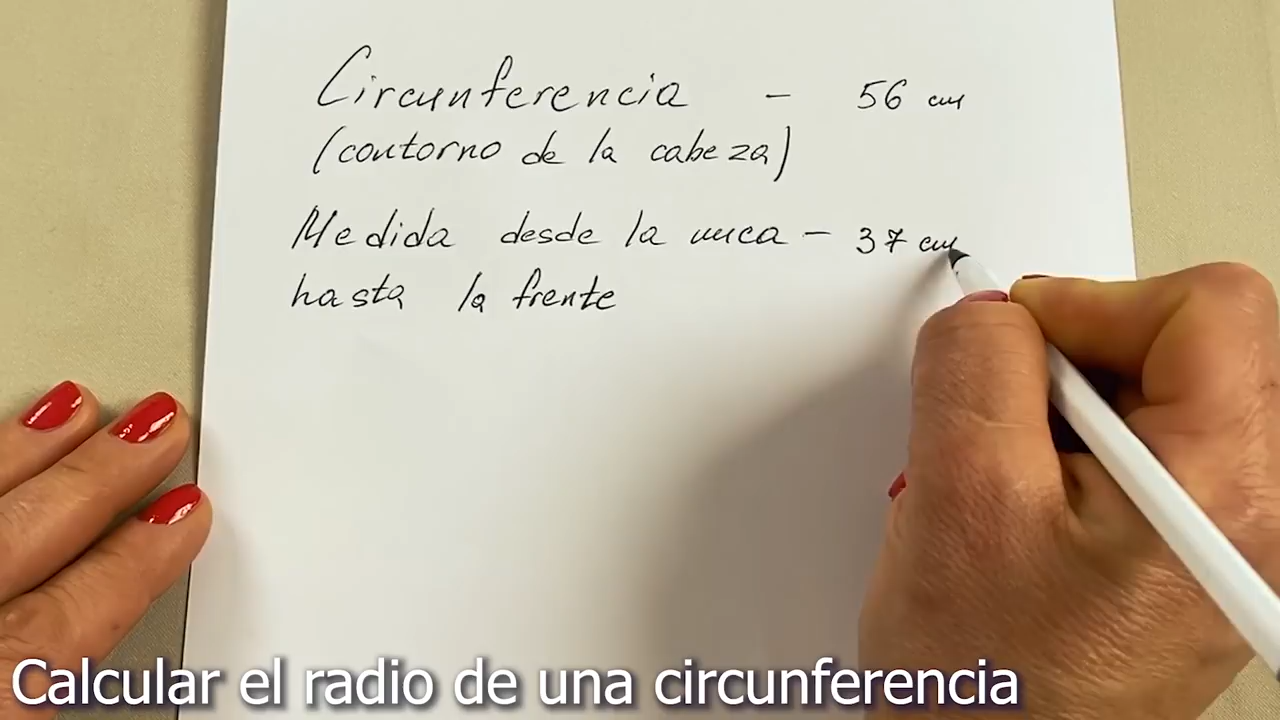 Circunferencia - 56 cm
(contorno de la cabeza)
Medida desde la nuca - 37 cm
hasta la frente
Calcular el radio de una circunferencia